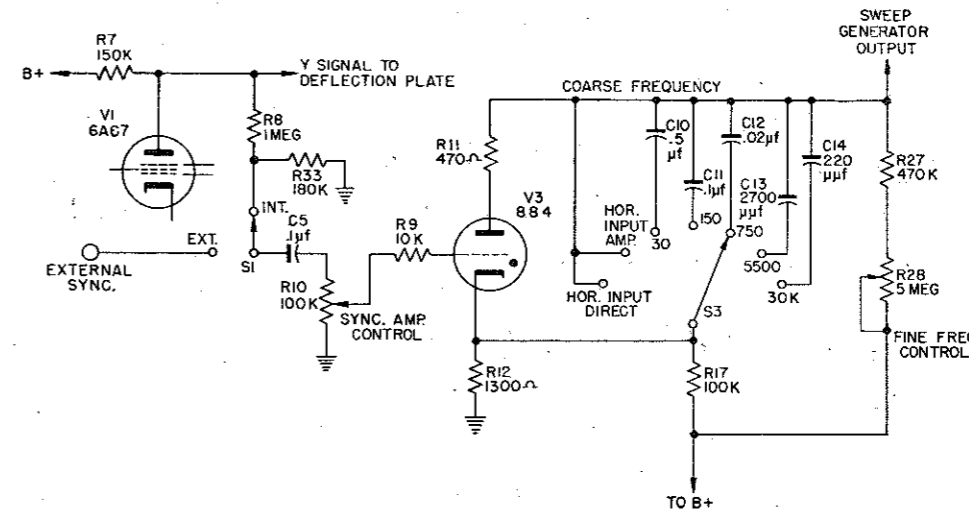 SWEEP
GENERATOR
OUTPUT
R7
150K
B+
Y SIGNAL TO
DEFLECTION PLATE
V1
6AC7
R8
1MEG
R33
180K
INT.
EXT.
EXTERNAL
SYNC.
S1
C5
.1µf
R10
100K
SYNC. AMP.
CONTROL
R9
10K
R11
470Ω
V3
884
R12
1300Ω
COARSE FREQUENCY
HOR.
INPUT
AMP.
HOR. INPUT
DIRECT
C10
.5
µf
30
C11
.1µf
150
C12
.02µf
750
C13
2700
µµf
5500
C14
220
µµf
30K
S3
R17
100K
R27
470K
R28
5 MEG
FINE FREQ
CONTROL
TO B+